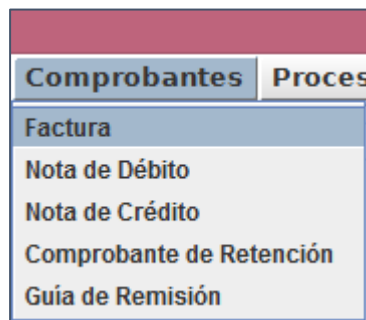 Comprobantes Proces
Factura
Nota de Débito
Nota de Crédito
Comprobante de Retención
Guía de Remisión